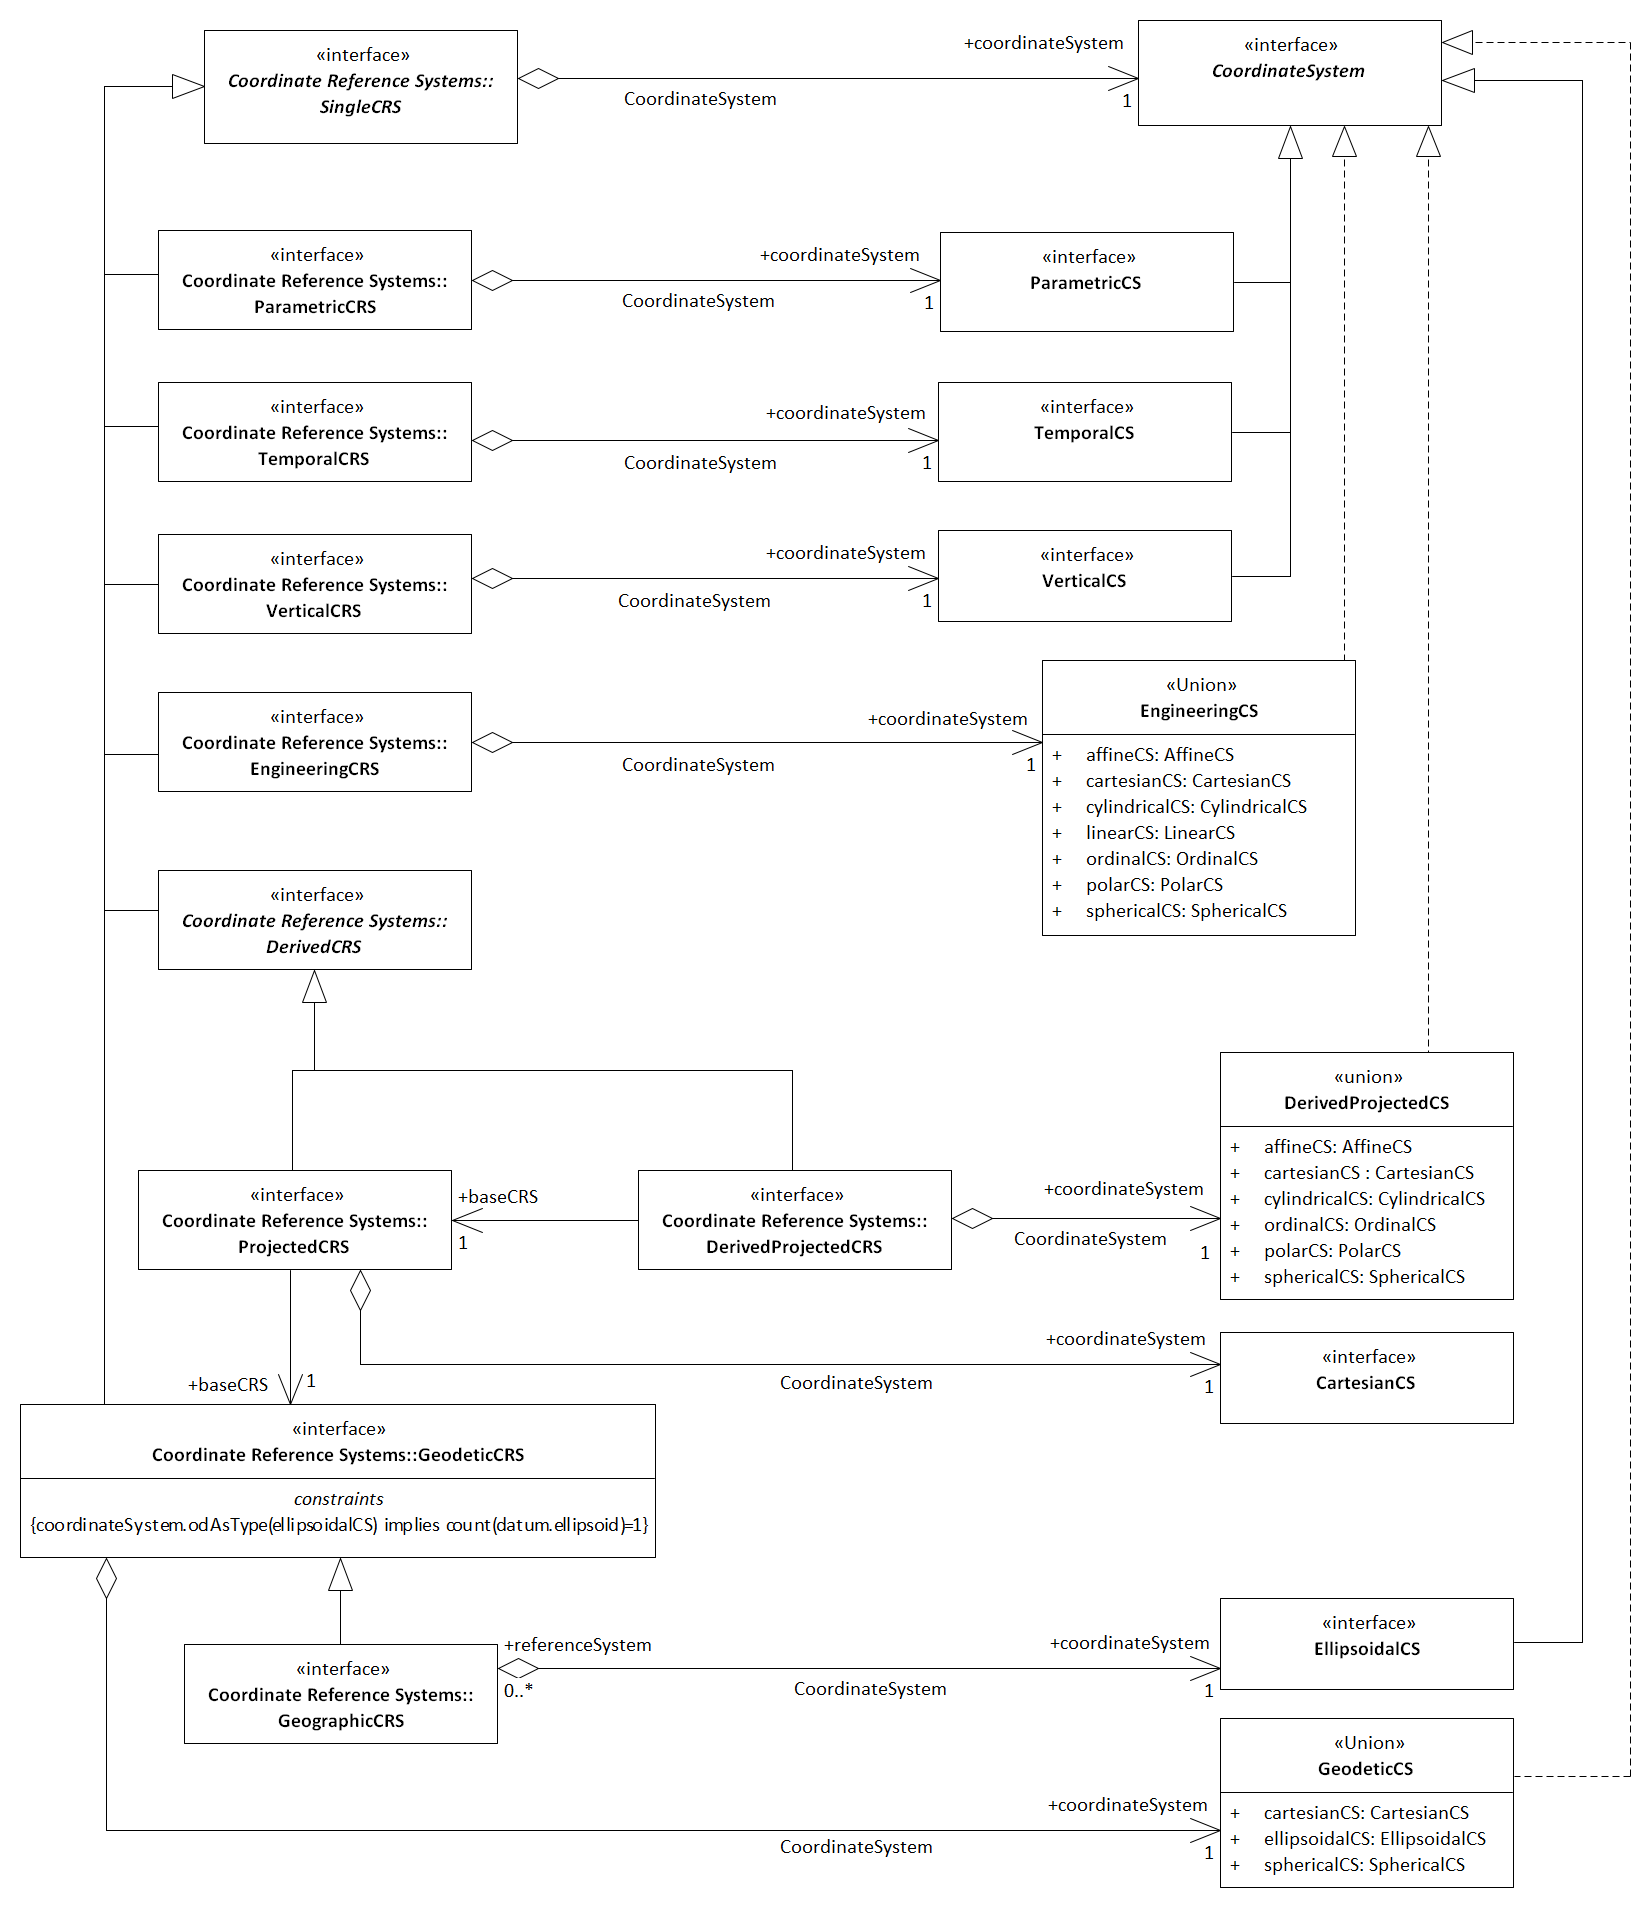 «interface»
Coordinate Reference Systems::
SingleCRS
+coordinateSystem
CoordinateSystem
1
«interface»
CoordinateSystem
«interface»
Coordinate Reference Systems::
ParametricCRS
+coordinateSystem
CoordinateSystem
1
«interface»
ParametricCS
«interface»
Coordinate Reference Systems::
TemporalCRS
+coordinateSystem
CoordinateSystem
1
«interface»
TemporalCS
«interface»
Coordinate Reference Systems::
VerticalCRS
+coordinateSystem
CoordinateSystem
1
«interface»
VerticalCS
«interface»
Coordinate Reference Systems::
EngineeringCRS
+coordinateSystem
CoordinateSystem
1
«Union»
EngineeringCS
+ affineCS: AffineCS
+ cartesianCS: CartesianCS
+ cylindricalCS: CylindricalCS
+ linearCS: LinearCS
+ ordinalCS: OrdinalCS
+ polarCS: PolarCS
+ sphericalCS: SphericalCS
«interface»
Coordinate Reference Systems::
DerivedCRS
«interface»
Coordinate Reference Systems::
ProjectedCRS
+baseCRS
1
«interface»
Coordinate Reference Systems::
DerivedProjectedCRS
+coordinateSystem
CoordinateSystem
1
«union»
DerivedProjectedCS
+ affineCS: AffineCS
+ cartesianCS : CartesianCS
+ cylindricalCS: CylindricalCS
+ ordinalCS: OrdinalCS
+ polarCS: PolarCS
+ sphericalCS: SphericalCS
+coordinateSystem
CoordinateSystem
1
«interface»
CartesianCS
+baseCRS
1
«interface»
Coordinate Reference Systems::GeodeticCRS
constraints
{coordinateSystem.odAsType(ellipsoidalCS) implies count(datum.ellipsoid)=1}
«interface»
Coordinate Reference Systems::
GeographicCRS
+referenceSystem
0..*
+coordinateSystem
CoordinateSystem
1
«interface»
EllipsoidalCS
+coordinateSystem
CoordinateSystem
1
«Union»
GeodeticCS
+ cartesianCS: CartesianCS
+ ellipsoidalCS: EllipsoidalCS
+ sphericalCS: SphericalCS